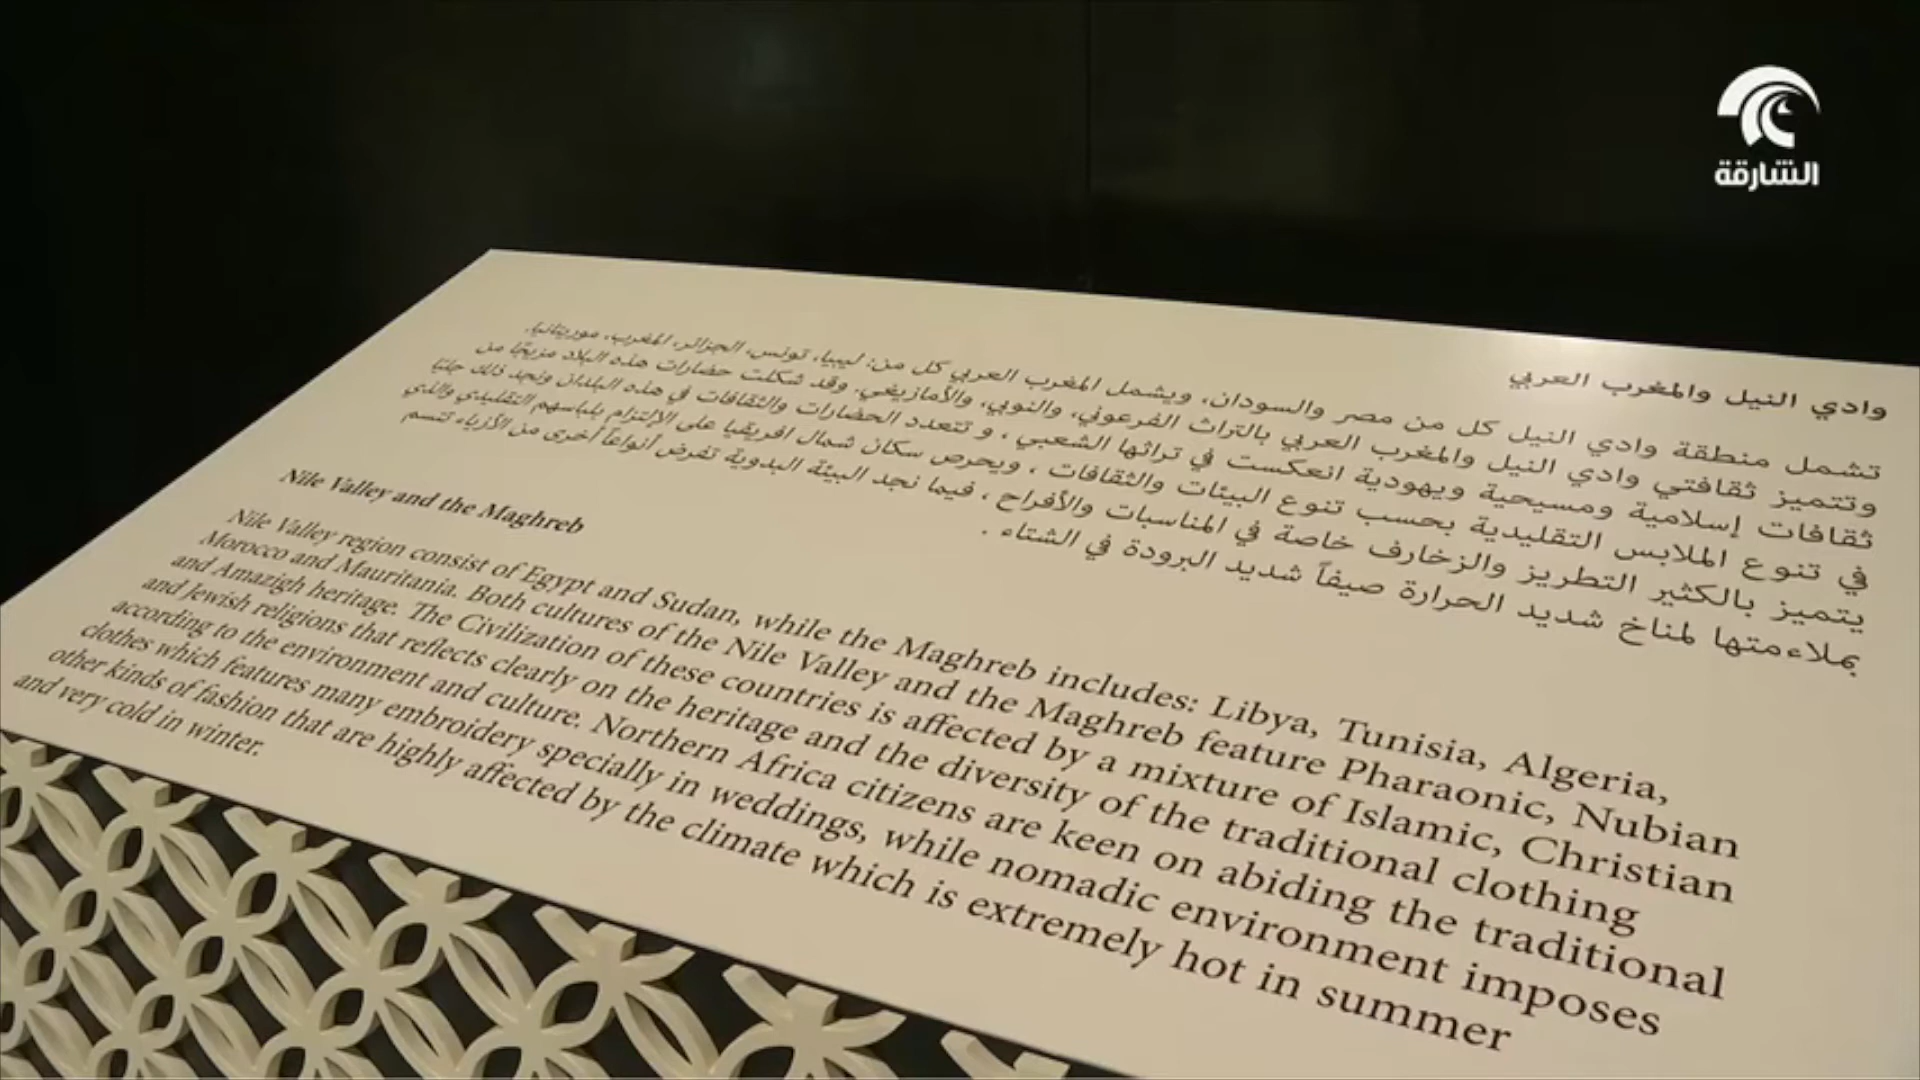 الشارقة
وادي النيل والمغرب العربي
تشمل منطقة وادي النيل كل من مصر والسودان، ويشمل المغرب العربي كل من: ليبيا، تونس، الجزائر، المغرب، موريتانيا.
وتتميز ثقافتي وادي النيل والمغرب العربي بالتراث الفرعوني، والنوبي، والأمازيغي. وقد شكلت حضارات هذه البلاد مزيجًا من
ثقافات إسلامية ومسيحية ويهودية انعكست في تراثها الشعبي ، و تتعدد الحضارات والثقافات في هذه البلدان ونجد ذلك جليًا
في تنوع الملابس التقليدية بحسب تنوع البيئات والثقافات ، ويحرص سكان شمال افريقيا على الإلتزام بلباسهم التقليدي والذي
يتميز بالكثير التطريز والزخارف خاصة في المناسبات والأفراح ، فيما نجد البيئة البدوية تفرض أنواعاً أخرى من الأزياء تتسم
بملاءمتها لمناخ شديد الحرارة صيفاً شديد البرودة في الشتاء .
Nile Valley and the Maghreb
Nile Valley region consist of Egypt and Sudan, while the Maghreb includes: Libya, Tunisia, Algeria,
Morocco and Mauritania. Both cultures of the Nile Valley and the Maghreb feature Pharaonic, Nubian
and Amazigh heritage. The Civilization of these countries is affected by a mixture of Islamic, Christian
and Jewish religions that reflects clearly on the heritage and the diversity of the traditional clothing
according to the environment and culture. Northern Africa citizens are keen on abiding the traditional
clothes which features many embroidery specially in weddings, while nomadic environment imposes
other kinds of fashion that are highly affected by the climate which is extremely hot in summer
and very cold in winter.